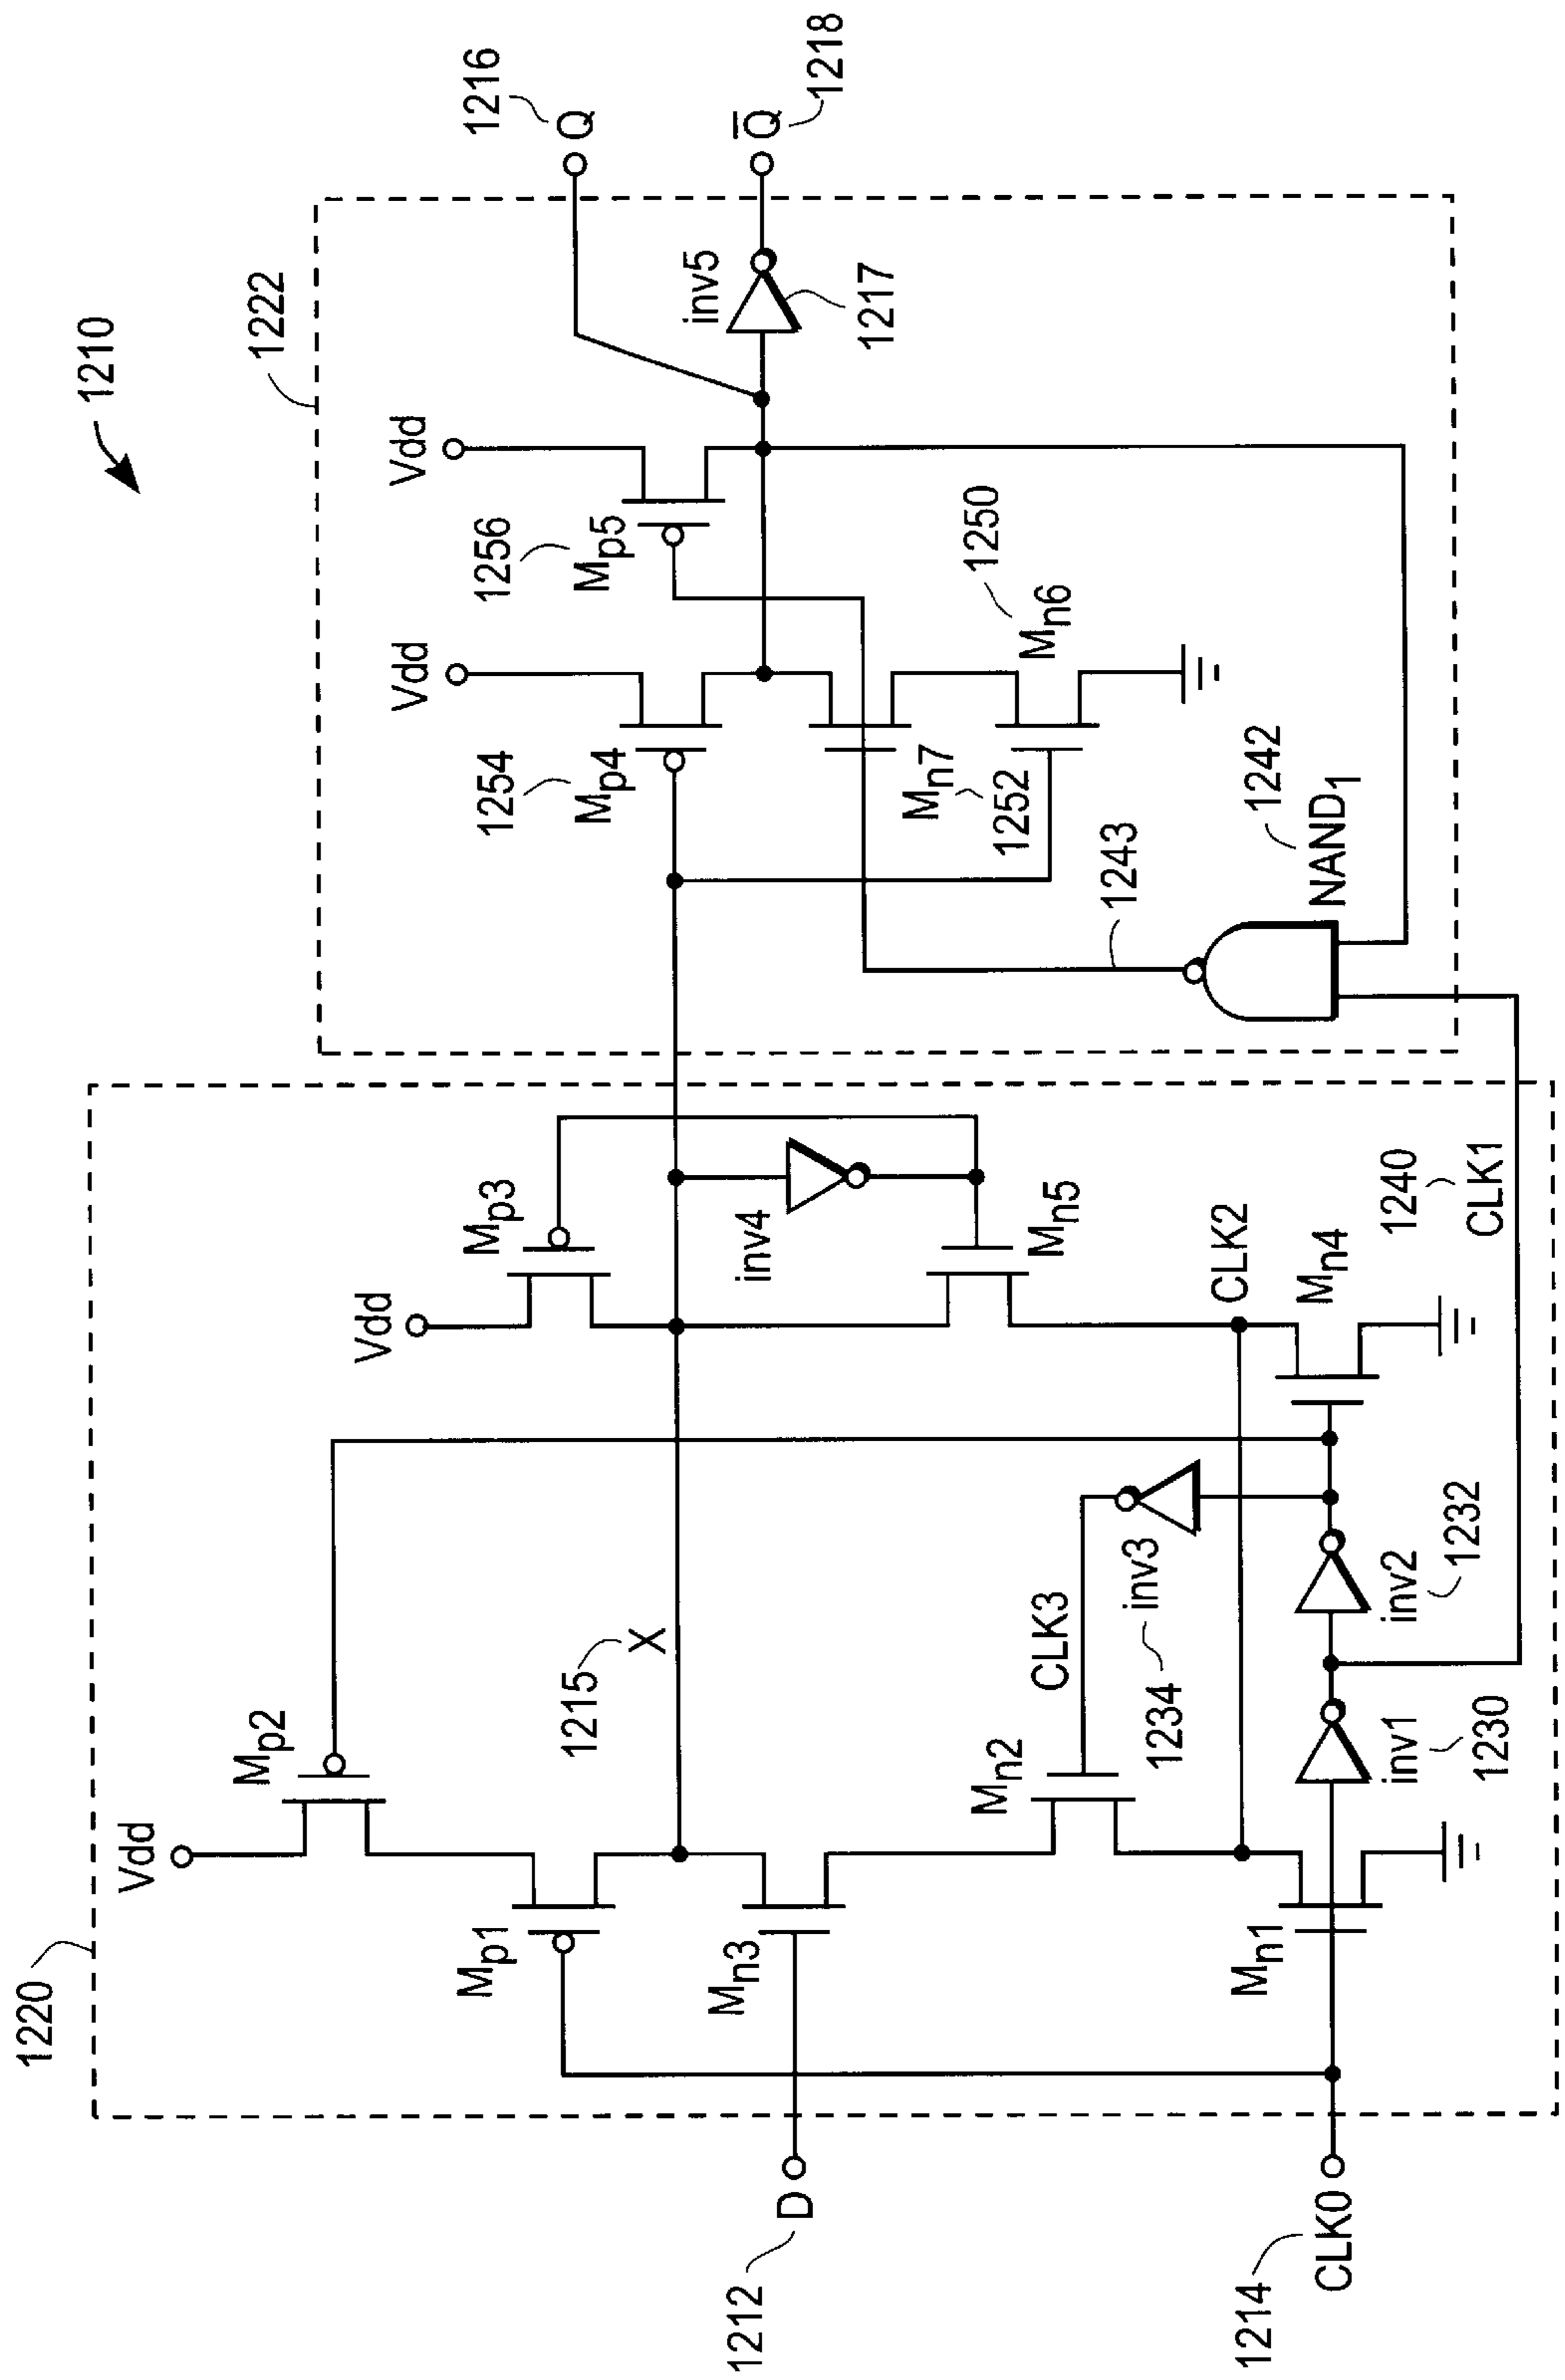 1210
1220
1222
Vdd
Mp2
Mp1
Mn3
1215
X
Mn2
CLK3
inv3
1234
Mn1
inv1
1230
inv2
1232
D
1212
CLK0
1214
Vdd
Mp3
inv4
Mn5
CLK2
Mn4
1240
CLK1
Vdd
1254
Mp4
Mn7
1252
1243
NAND1
1242
Mn6
1250
Vdd
1256
Mp5
inv5
1217
Q
1216
Q̅
1218